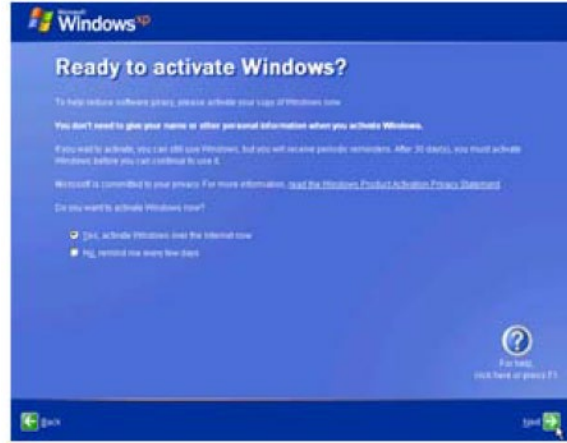 Microsoft
Windows xp
Ready to activate Windows?
To help reduce software piracy, please activate your copy of Windows now.
You don't need to give your name or other personal information when you activate Windows.
If you wait to activate, you can still use Windows, but you will receive periodic reminders. After 30 day(s), you must activate
Windows before you can continue to use it.
Microsoft is committed to your privacy. For more information, read the Windows Product Activation Privacy Statement.
Do you want to activate Windows now?
Yes, activate Windows over the Internet now
No, remind me every few days
For help,
click here or press F1
Back
Next